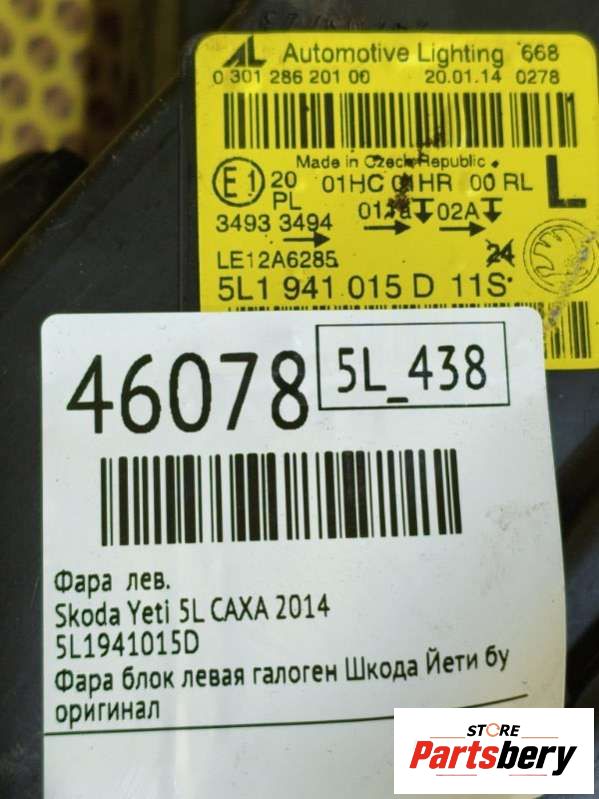 AL Automotive Lighting 668
0 301 286 201 00 20.01.14 0278
Made in Czech Republic
E1 20 01HC 01HR 00 RL L
PL 02A
3493 3494
LE12A6285 24
5L1 941 015 D 11S
46078 5L_438
Фара лев.
Skoda Yeti 5L CAXA 2014
5L1941015D
Фара блок левая галоген Шкода Йети бу
оригинал
STORE
Partsbery